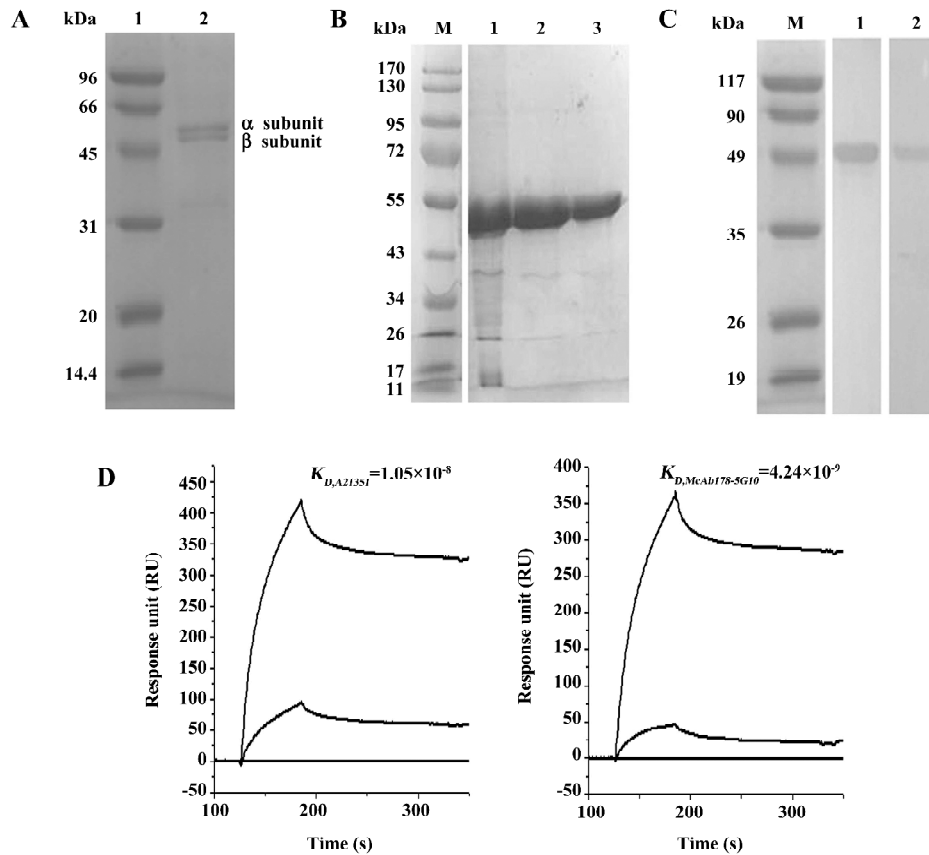 A
kDa 1 2
96
66
45
31
20
14.4
α subunit
β subunit
B
kDa M 1 2 3
170
130
95
72
55
43
34
26
17
11
C
kDa M 1 2
117
90
49
35
26
19
D
K D,A21351=1.05×10-8
450
400
350
300
250
200
150
100
50
0
-50
Response unit (RU)
100 200 300
Time (s)
K D,McAb178-5G10=4.24×10-9
400
350
300
250
200
150
100
50
0
-50
Response unit (RU)
100 200 300
Time (s)